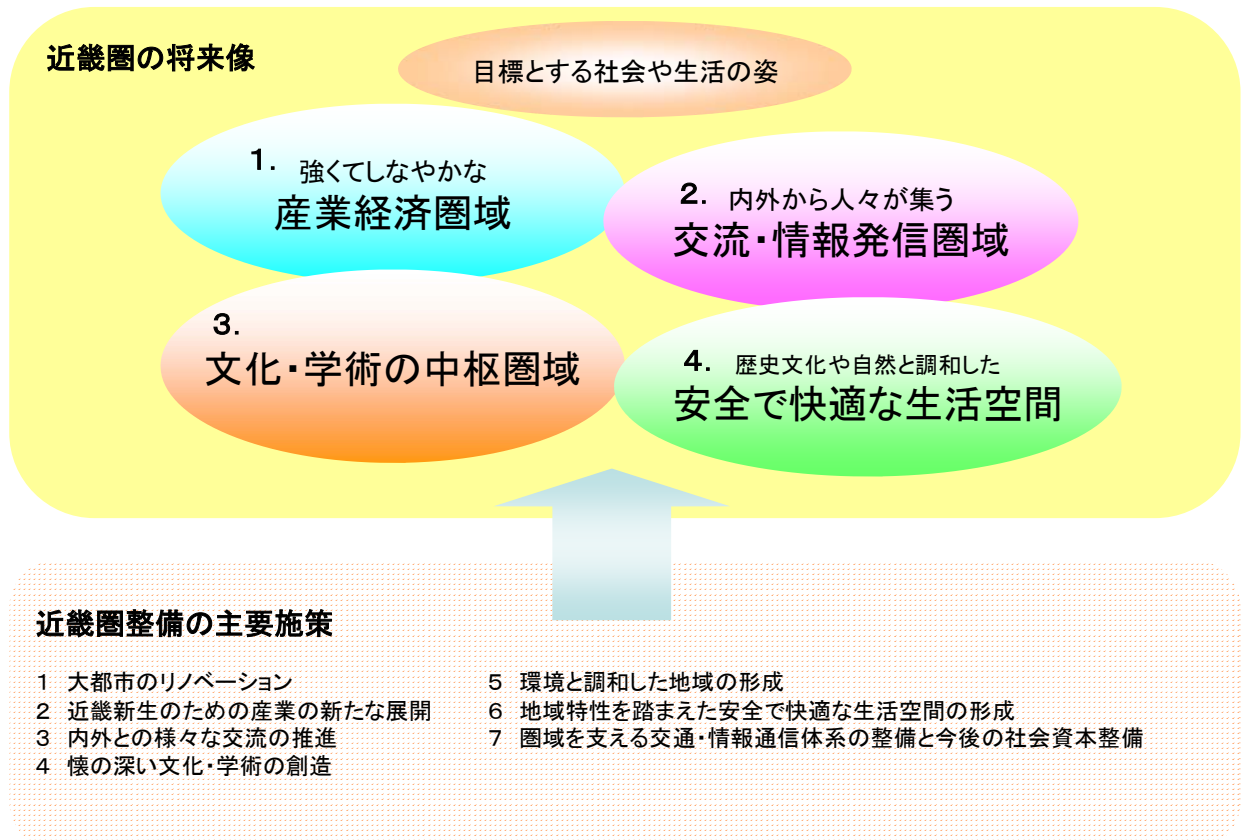 近畿圏の将来像
目標とする社会や生活の姿
1. 強くてしなやかな
産業経済圏域
2. 内外から人々が集う
交流・情報発信圏域
3.
文化・学術の中枢圏域
4. 歴史文化や自然と調和した
安全で快適な生活空間
近畿圏整備の主要施策
1 大都市のリノベーション
2 近畿新生のための産業の新たな展開
3 内外との様々な交流の推進
4 懐の深い文化・学術の創造
5 環境と調和した地域の形成
6 地域特性を踏まえた安全で快適な生活空間の形成
7 圏域を支える交通・情報通信体系の整備と今後の社会資本整備